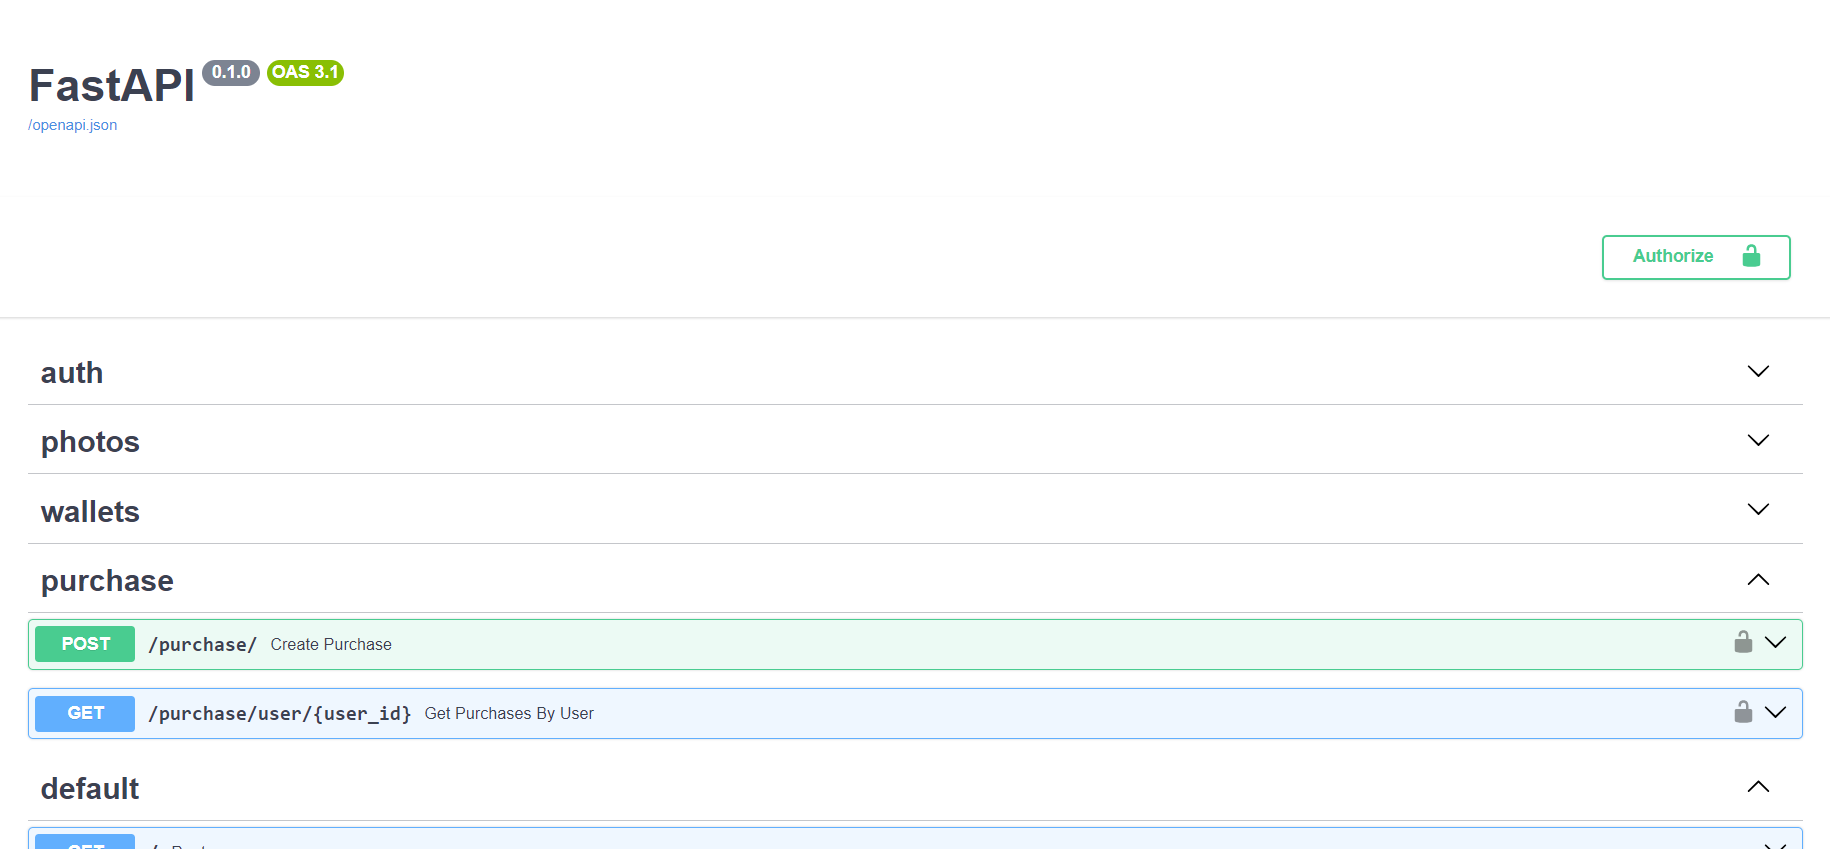 FastAPI 0.1.0 OAS 3.1
/openapi.json
Authorize
auth
photos
wallets
purchase
POST /purchase/ Create Purchase
GET /purchase/user/{user_id} Get Purchases By User
default
GET /